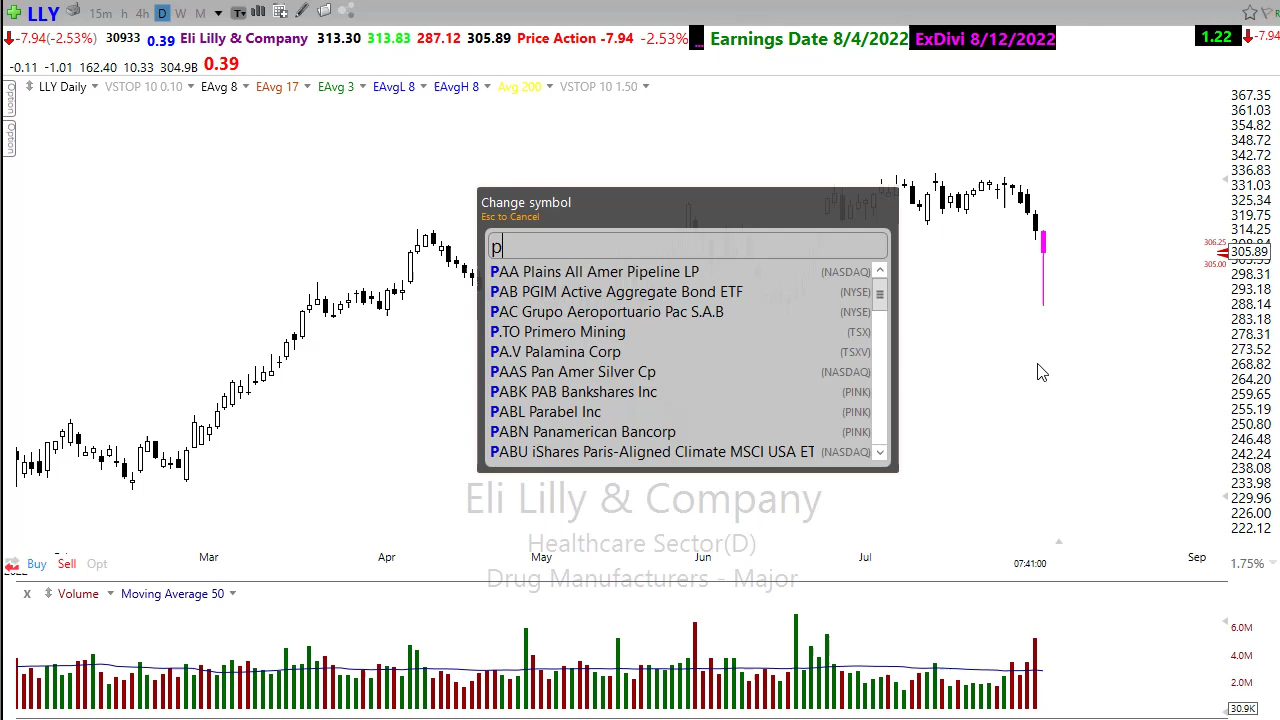 LLY 15m h 4h D W M T
-7.94(-2.53%) 30933 0.39 Eli Lilly & Company 313.30 313.83 287.12 305.89 Price Action -7.94 -2.53% ... Earnings Date 8/4/2022 ExDivi 8/12/2022 1.22 -7.94
-0.11 -1.01 162.40 10.33 304.9B 0.39
LLY Daily VSTOP 10 0.10 EAvg 8 EAvg 17 EAvg 3 EAvgL 8 EAvgH 8 Avg 200 VSTOP 10 1.50
Option
Option
Change symbol
Esc to Cancel
p
PAA Plains All Amer Pipeline LP (NASDAQ)
PAB PGIM Active Aggregate Bond ETF (NYSE)
PAC Grupo Aeroportuario Pac S.A.B (NYSE)
P.TO Primero Mining (TSX)
PA.V Palamina Corp (TSXV)
PAAS Pan Amer Silver Cp (NASDAQ)
PABK PAB Bankshares Inc (PINK)
PABL Parabel Inc (PINK)
PABN Panamerican Bancorp (PINK)
PABU iShares Paris-Aligned Climate MSCI USA ET (NASDAQ)
367.35
361.03
354.82
348.72
342.72
336.83
331.03
325.34
319.75
314.25
306.25
305.89
305.00
298.31
293.18
288.14
283.18
278.31
273.52
268.82
264.20
259.65
255.19
250.80
246.48
242.24
238.08
233.98
229.96
226.00
222.12
Eli Lilly & Company
Healthcare Sector(D)
Drug Manufacturers - Major
Mar Apr May Jun Jul Sep
07:41:00
Buy Sell Opt 1.75%
X Volume Moving Average 50
6.0M
4.0M
2.0M
30.9K